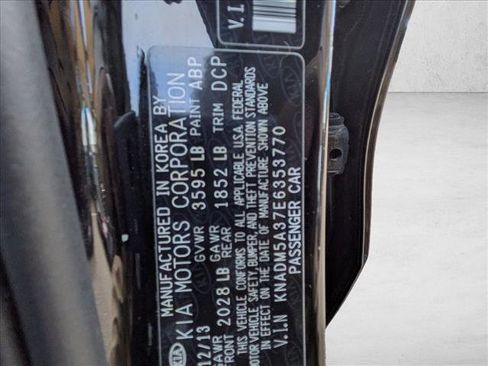 V.I.
MANUFACTURED IN KOREA BY
KIA KIA MOTORS CORPORATION
12/13 GVWR 3595 LB PAINT ABP
GAWR FRONT 2028 LB GAWR REAR 1852 LB TRIM DCP
THIS VEHICLE CONFORMS TO ALL APPLICABLE U.S.A. FEDERAL
MOTOR VEHICLE SAFETY, BUMPER, AND THEFT PREVENTION STANDARDS
IN EFFECT ON THE DATE OF MANUFACTURE SHOWN ABOVE
V.I.N KNADM5A37E6353770
PASSENGER CAR